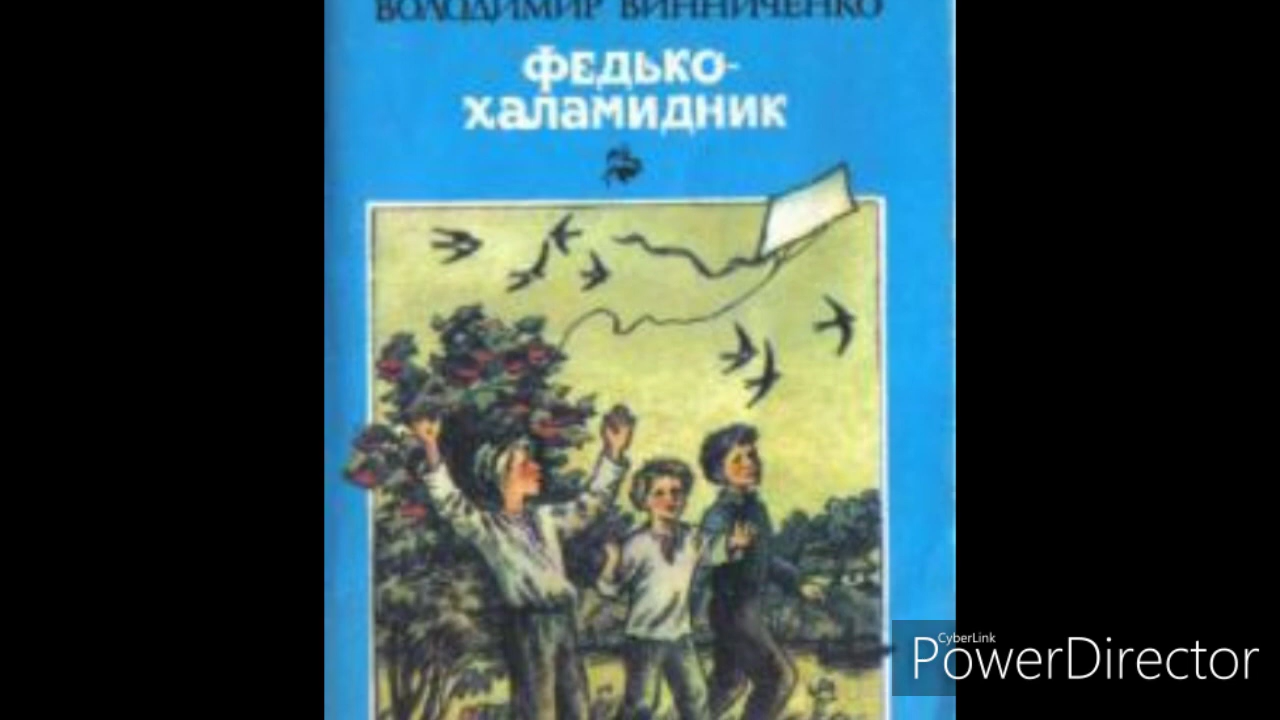 ВОЛОДИМИР ВИННИЧЕНКО
ФЕДЬКО-
ХАЛАМИДНИК
CyberLink
PowerDirector